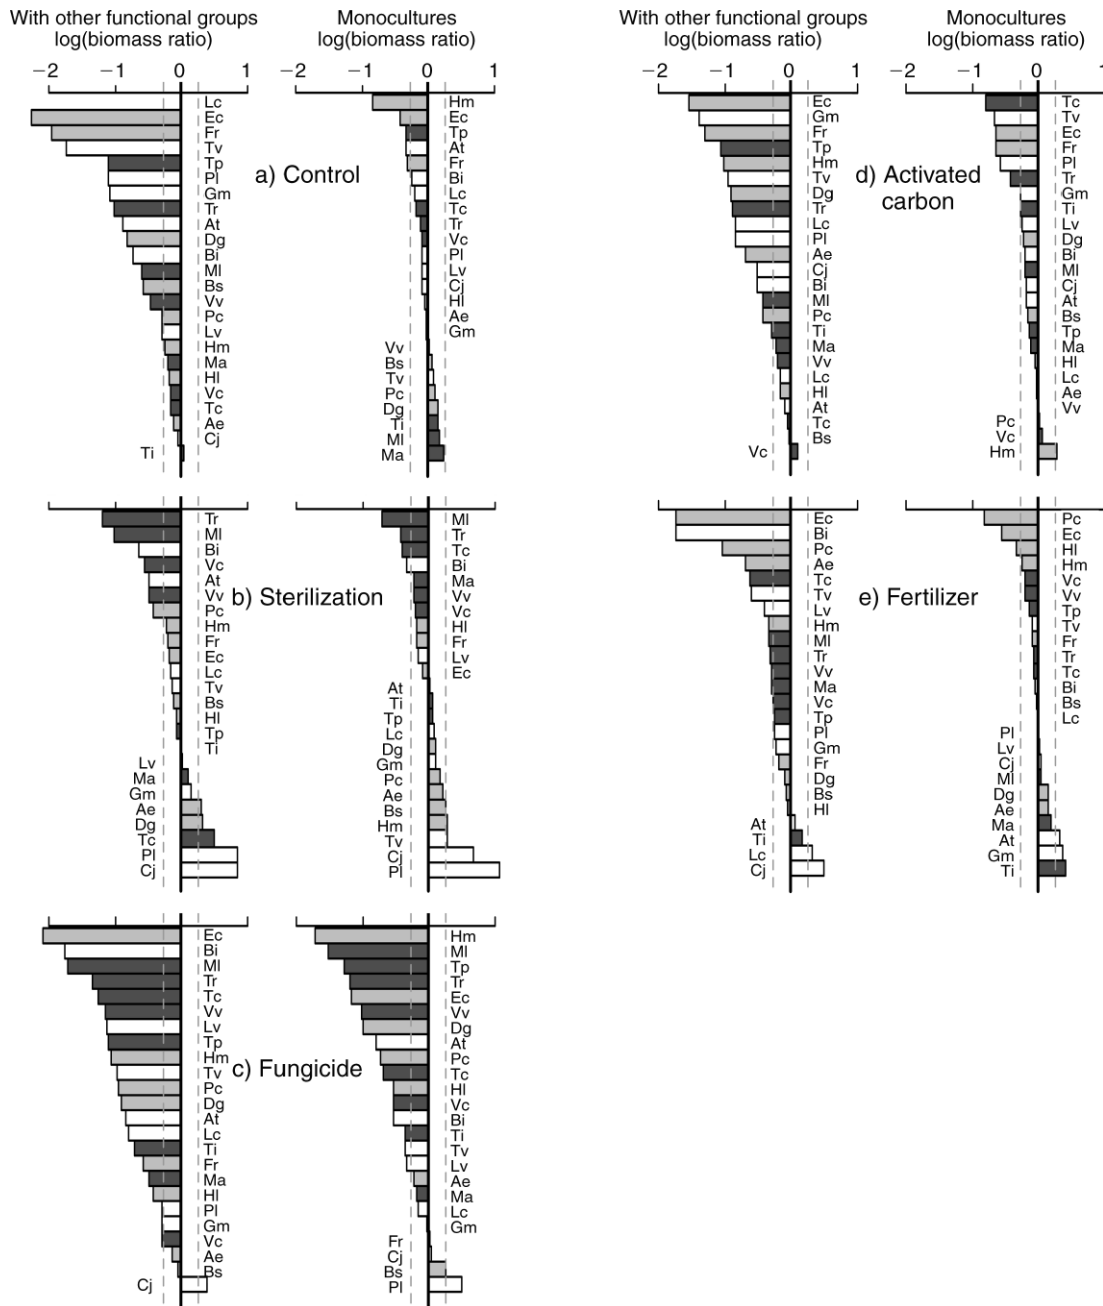 With other functional groups
log(biomass ratio)
−2 −1 0 1
Monocultures
log(biomass ratio)
−2 −1 0 1
a) Control
Lc
Ec
Fr
Tv
Tp
Pl
Gm
Tr
At
Dg
Bi
Ml
Bs
Vv
Pc
Lv
Hm
Ma
Hl
Vc
Tc
Ae
Cj
Ti
Hm
Ec
Tp
At
Fr
Bi
Lc
Tc
Tr
Vc
Pl
Lv
Cj
Hl
Ae
Gm
Vv
Bs
Tv
Pc
Dg
Ti
Ml
Ma
b) Sterilization
Tr
Ml
Bi
Vc
At
Vv
Pc
Hm
Fr
Ec
Lc
Tv
Bs
Hl
Tp
Ti
Lv
Ma
Gm
Ae
Dg
Tc
Pl
Cj
Ml
Tr
Tc
Bi
Ma
Vv
Vc
Hl
Fr
Lv
Ec
At
Ti
Tp
Lc
Dg
Gm
Pc
Ae
Bs
Hm
Tv
Cj
Pl
c) Fungicide
Ec
Bi
Ml
Tr
Tc
Vv
Lv
Tp
Hm
Tv
Pc
Dg
At
Lc
Ti
Fr
Ma
Hl
Pl
Gm
Vc
Ae
Bs
Cj
Hm
Ml
Tp
Tr
Ec
Vv
Dg
At
Pc
Tc
Hl
Vc
Bi
Ti
Tv
Lv
Ae
Ma
Lc
Gm
Fr
Cj
Bs
Pl
With other functional groups
log(biomass ratio)
−2 −1 0 1
Monocultures
log(biomass ratio)
−2 −1 0 1
d) Activated
carbon
Ec
Gm
Fr
Tp
Hm
Tv
Dg
Tr
Lc
Pl
Ae
Cj
Bi
Ml
Pc
Ti
Ma
Vv
Lc
Hl
At
Tc
Bs
Vc
Tc
Tv
Ec
Fr
Pl
Tr
Gm
Ti
Lv
Dg
Bi
Ml
Cj
At
Bs
Tp
Ma
Hl
Lc
Ae
Vv
Pc
Vc
Hm
e) Fertilizer
Ec
Bi
Pc
Ae
Tc
Tv
Lv
Hm
Ml
Tr
Vv
Ma
Vc
Tp
Pl
Gm
Fr
Dg
Bs
Hl
At
Ti
Lc
Cj
Pc
Ec
Hl
Hm
Vc
Vv
Tp
Tv
Fr
Tr
Tc
Bi
Bs
Lc
Pl
Lv
Cj
Ml
Dg
Ae
Ma
At
Gm
Ti